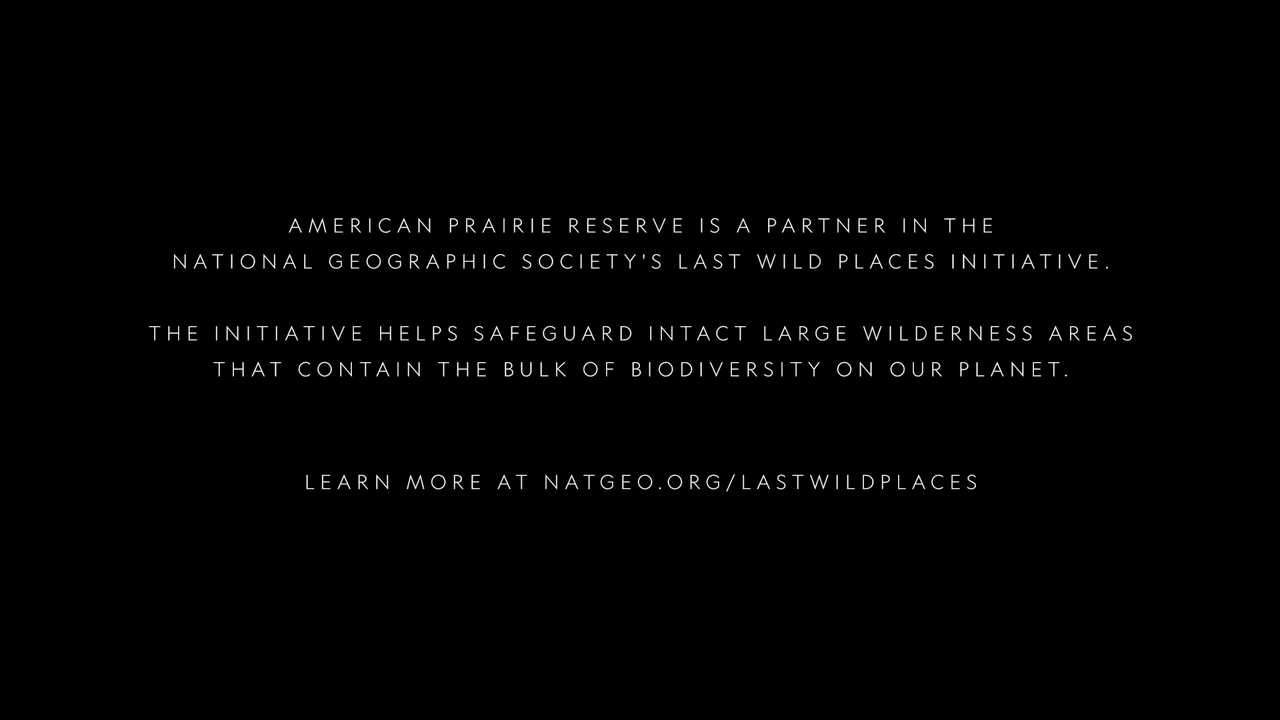 AMERICAN PRAIRIE RESERVE IS A PARTNER IN THE
NATIONAL GEOGRAPHIC SOCIETY'S LAST WILD PLACES INITIATIVE.
THE INITIATIVE HELPS SAFEGUARD INTACT LARGE WILDERNESS AREAS
THAT CONTAIN THE BULK OF BIODIVERSITY ON OUR PLANET.
LEARN MORE AT NATGEO.ORG/LASTWILDPLACES